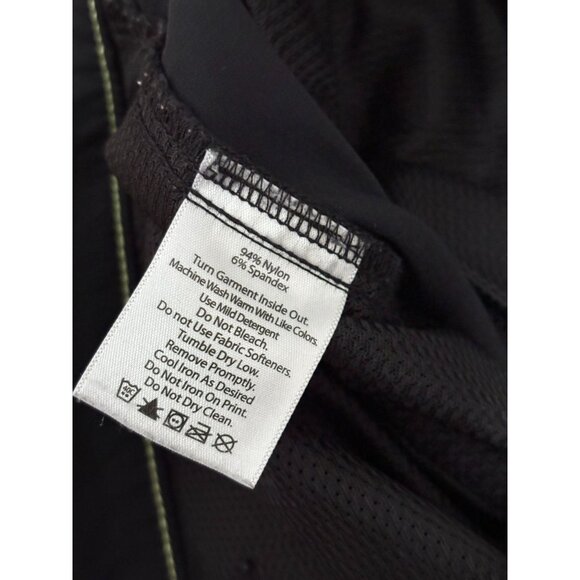 94% Nylon
6% Spandex
Turn Garment Inside Out.
Machine Wash Warm With Like Colors.
Use Mild Detergent
Do Not Bleach.
Do not Use Fabric Softeners.
Tumble Dry Low.
Remove Promptly.
Cool Iron As Desired
Do Not Iron On Print.
Do Not Dry Clean.
40C